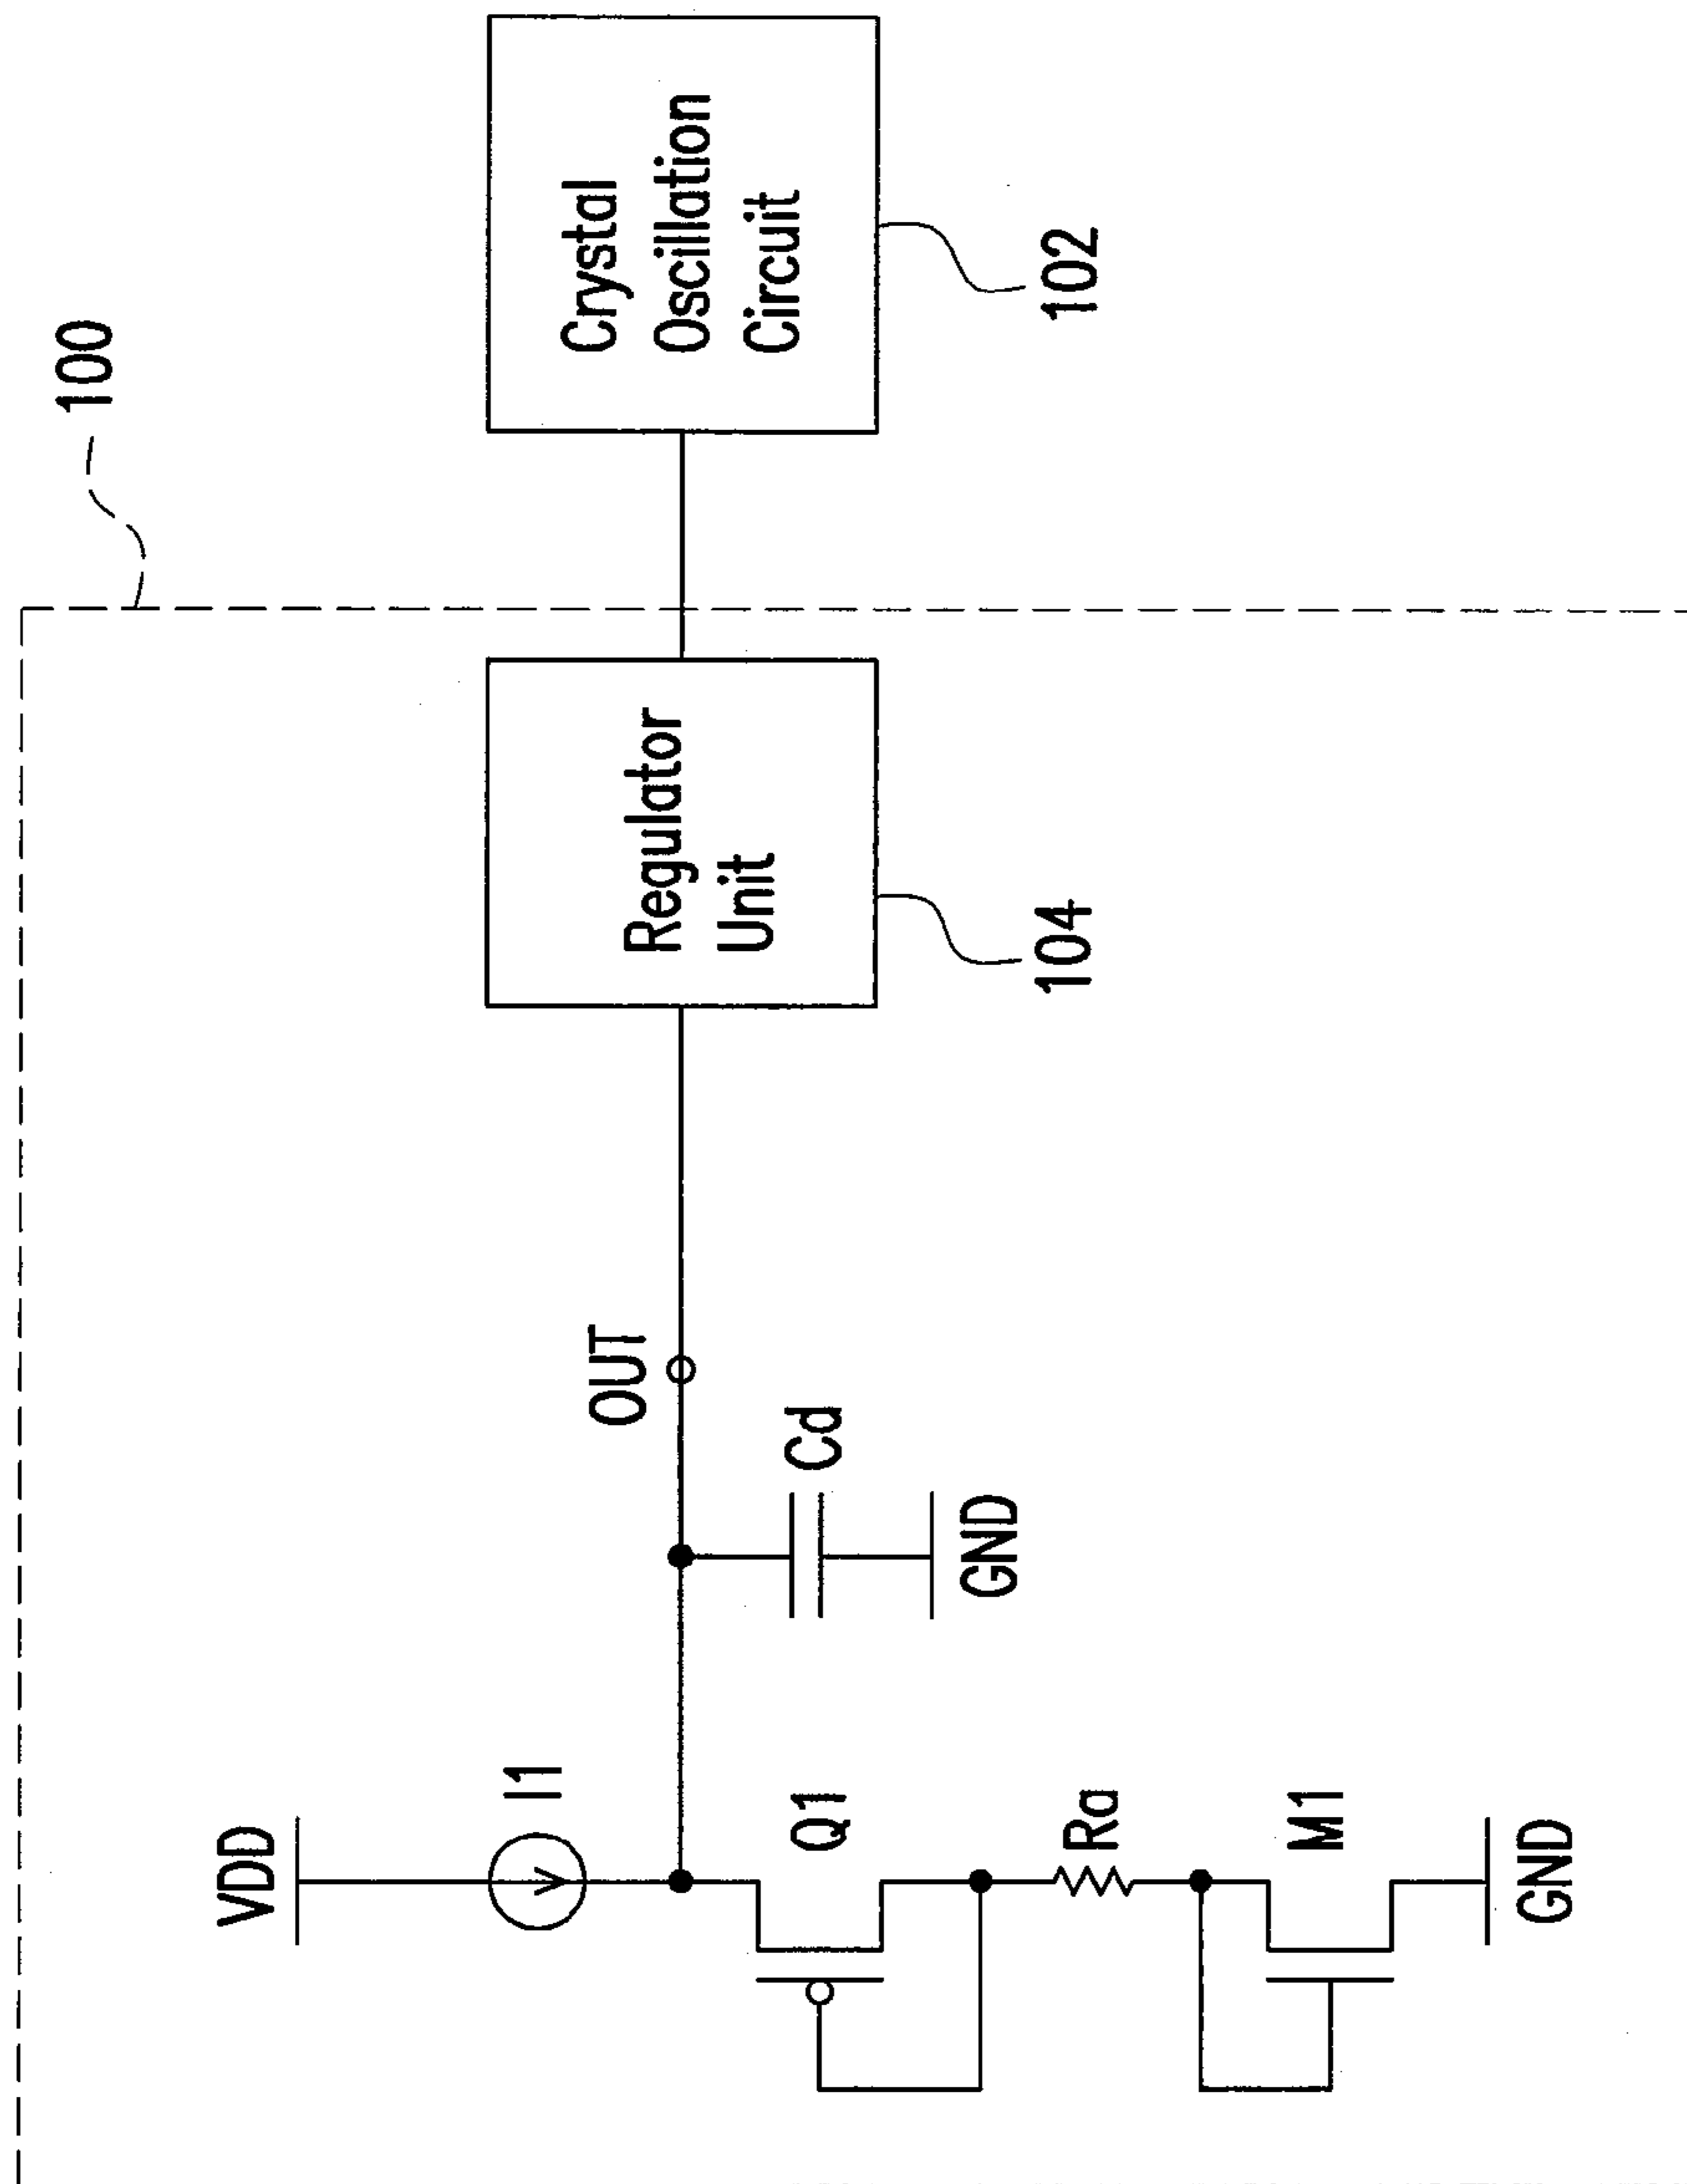 100
VDD
I1
OUT
Q1
Cd
GND
Ra
M1
GND
Regulator
Unit
104
Crystal
Oscillation
Circuit
102